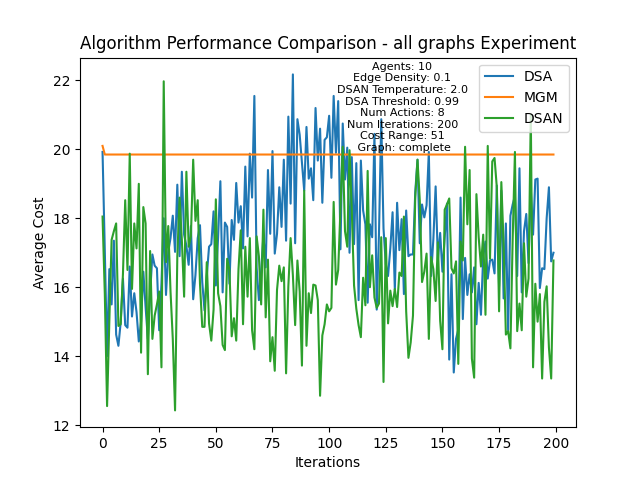 Algorithm Performance Comparison - all graphs Experiment
Agents: 10
Edge Density: 0.1
DSAN Temperature: 2.0
DSA Threshold: 0.99
Num Actions: 8
Num Iterations: 200
Cost Range: 51
Graph: complete
DSA
MGM
DSAN
22
20
18
16
14
12
Average Cost
0 25 50 75 100 125 150 175 200
Iterations